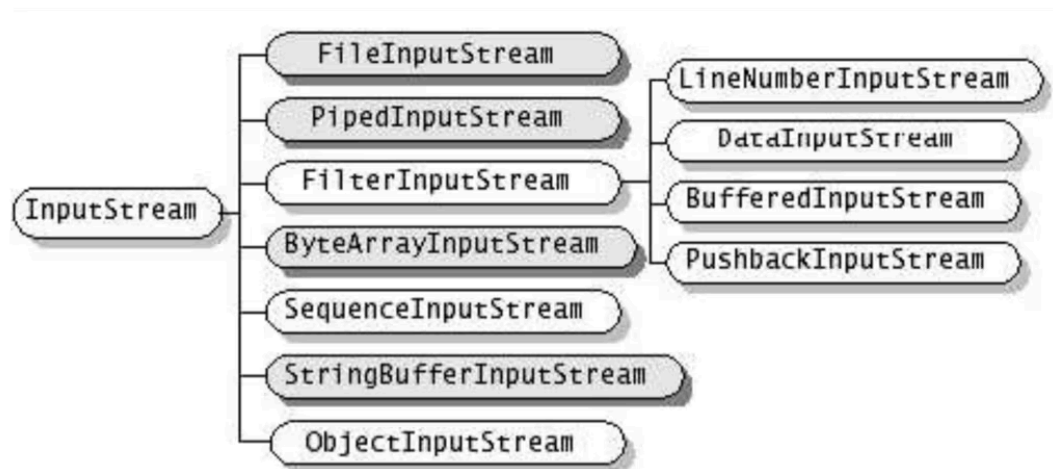 InputStream
FileInputStream
PipedInputStream
FilterInputStream
ByteArrayInputStream
SequenceInputStream
StringBufferInputStream
ObjectInputStream
LineNumberInputStream
DataInputStream
BufferedInputStream
PushbackInputStream